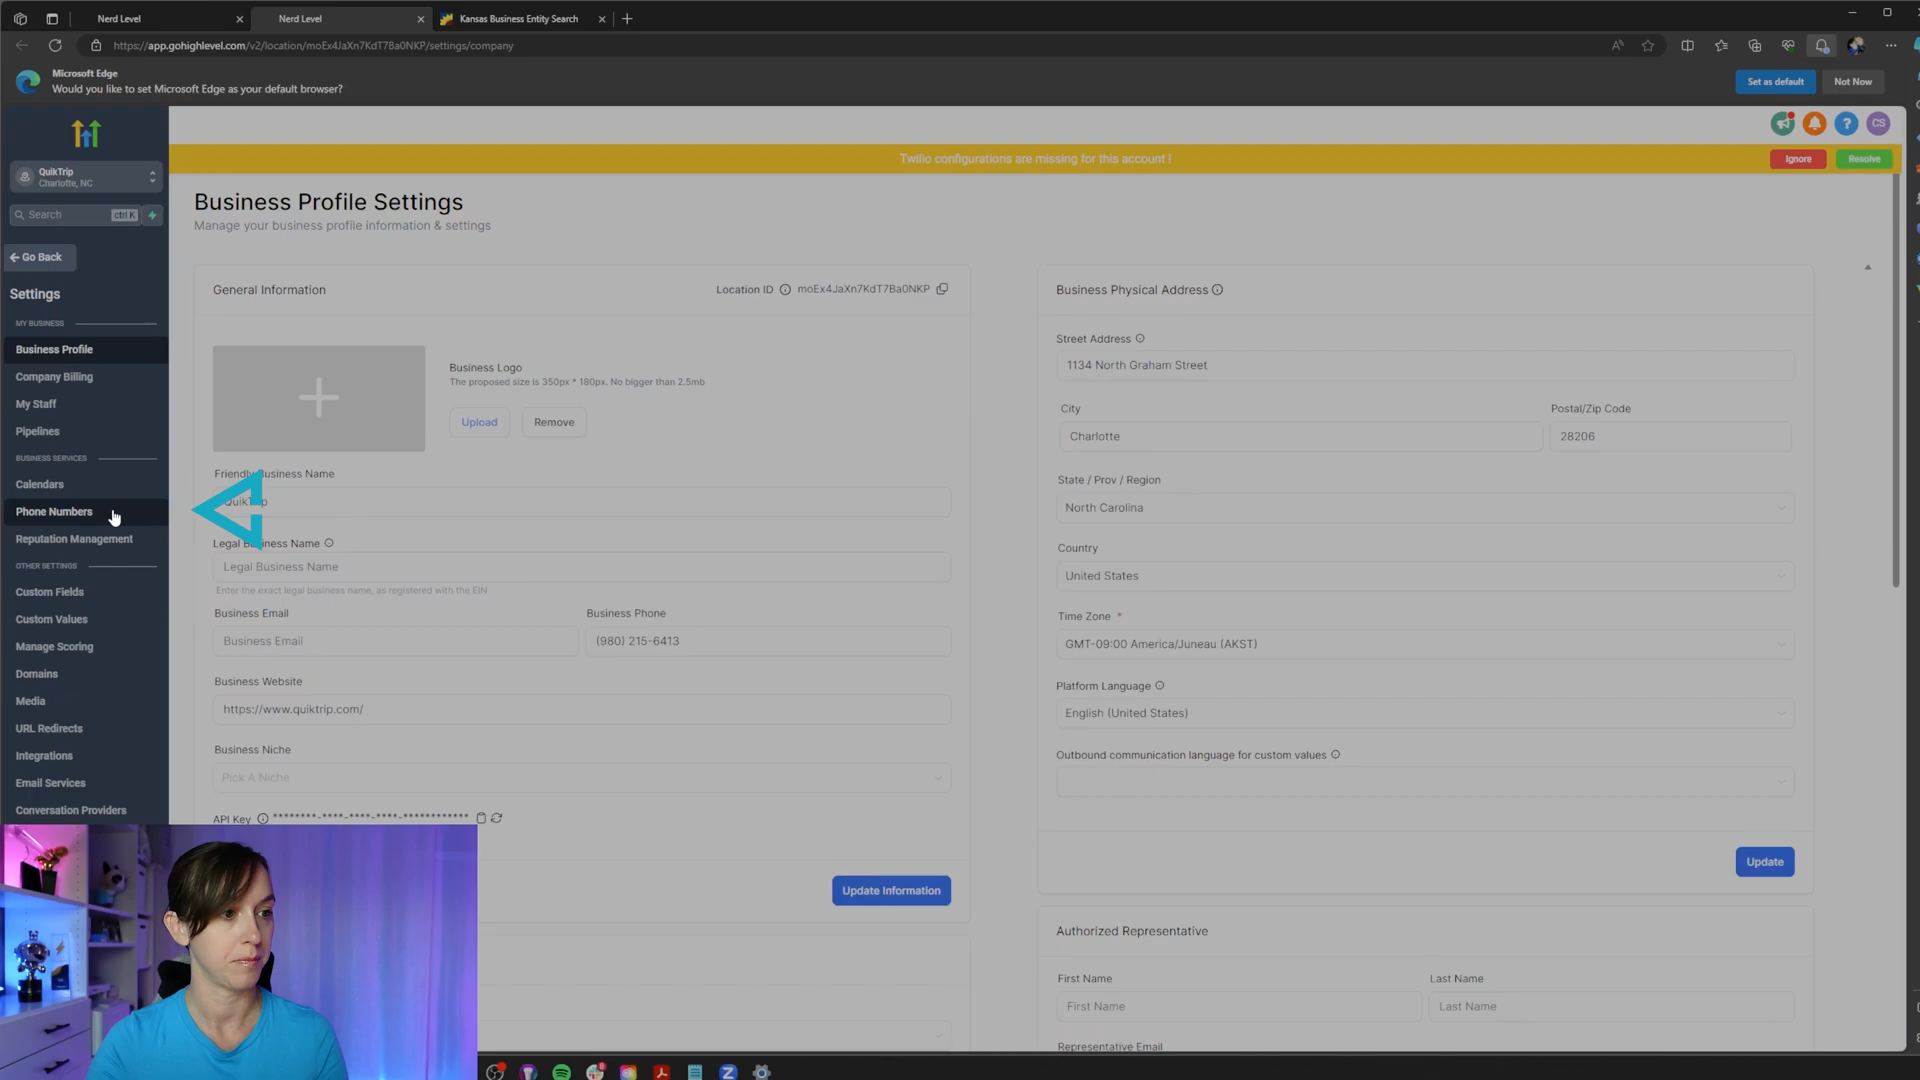 Nerd Level
Nerd Level
Kansas Business Entity Search
https://app.gohighlevel.com/v2/location/moEx4JaXn7KdT7Ba0NKP/settings/company
Microsoft Edge
Would you like to set Microsoft Edge as your default browser?
Set as default
Not Now
CS
Twilio configurations are missing for this account !
Ignore
Resolve
QuikTrip
Charlotte, NC
Search
ctrl K
Go Back
Settings
MY BUSINESS
Business Profile
Company Billing
My Staff
Pipelines
BUSINESS SERVICES
Calendars
Phone Numbers
Reputation Management
OTHER SETTINGS
Custom Fields
Custom Values
Manage Scoring
Domains
Media
URL Redirects
Integrations
Email Services
Conversation Providers
Business Profile Settings
Manage your business profile information & settings
General Information
Location ID
moEx4JaXn7KdT7Ba0NKP
Business Logo
The proposed size is 350px * 180px. No bigger than 2.5mb
Upload
Remove
Friendly Business Name
QuikTrip
Legal Business Name
Legal Business Name
Enter the exact legal business name, as registered with the EIN
Business Email
Business Phone
Business Email
(980) 215-6413
Business Website
https://www.quiktrip.com/
Business Niche
Pick A Niche
API Key
********-****-****-****-************
Update Information
Business Physical Address
Street Address
1134 North Graham Street
City
Postal/Zip Code
Charlotte
28206
State / Prov / Region
North Carolina
Country
United States
Time Zone *
GMT-09:00 America/Juneau (AKST)
Platform Language
English (United States)
Outbound communication language for custom values
Update
Authorized Representative
First Name
Last Name
First Name
Last Name
Representative Email